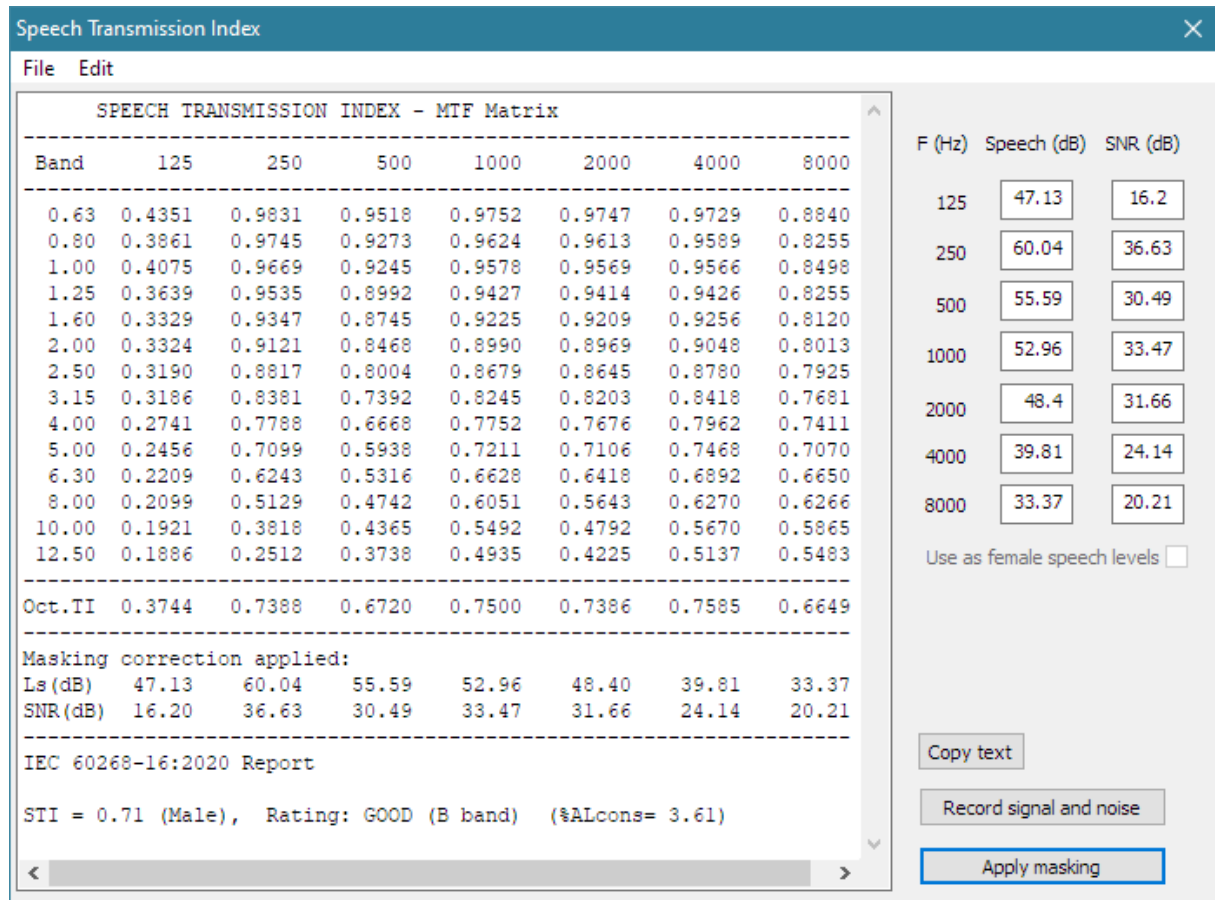 Speech Transmission Index
File Edit
SPEECH TRANSMISSION INDEX - MTF Matrix
Band 125 250 500 1000 2000 4000 8000
0.63 0.4351 0.9831 0.9518 0.9752 0.9747 0.9729 0.8840
0.80 0.3861 0.9745 0.9273 0.9624 0.9613 0.9589 0.8255
1.00 0.4075 0.9669 0.9245 0.9578 0.9569 0.9566 0.8498
1.25 0.3639 0.9535 0.8992 0.9427 0.9414 0.9426 0.8255
1.60 0.3329 0.9347 0.8745 0.9225 0.9209 0.9256 0.8120
2.00 0.3324 0.9121 0.8468 0.8990 0.8969 0.9048 0.8013
2.50 0.3190 0.8817 0.8004 0.8679 0.8645 0.8780 0.7925
3.15 0.3186 0.8381 0.7392 0.8245 0.8203 0.8418 0.7681
4.00 0.2741 0.7788 0.6668 0.7752 0.7676 0.7962 0.7411
5.00 0.2456 0.7099 0.5938 0.7211 0.7106 0.7468 0.7070
6.30 0.2209 0.6243 0.5316 0.6628 0.6418 0.6892 0.6650
8.00 0.2099 0.5129 0.4742 0.6051 0.5643 0.6270 0.6266
10.00 0.1921 0.3818 0.4365 0.5492 0.4792 0.5670 0.5865
12.50 0.1886 0.2512 0.3738 0.4935 0.4225 0.5137 0.5483
Oct.TI 0.3744 0.7388 0.6720 0.7500 0.7386 0.7585 0.6649
Masking correction applied:
Ls(dB) 47.13 60.04 55.59 52.96 48.40 39.81 33.37
SNR(dB) 16.20 36.63 30.49 33.47 31.66 24.14 20.21
IEC 60268-16:2020 Report
STI = 0.71 (Male), Rating: GOOD (B band) (%ALcons= 3.61)
F (Hz) Speech (dB) SNR (dB)
125 47.13 16.2
250 60.04 36.63
500 55.59 30.49
1000 52.96 33.47
2000 48.4 31.66
4000 39.81 24.14
8000 33.37 20.21
Use as female speech levels
Copy text
Record signal and noise
Apply masking